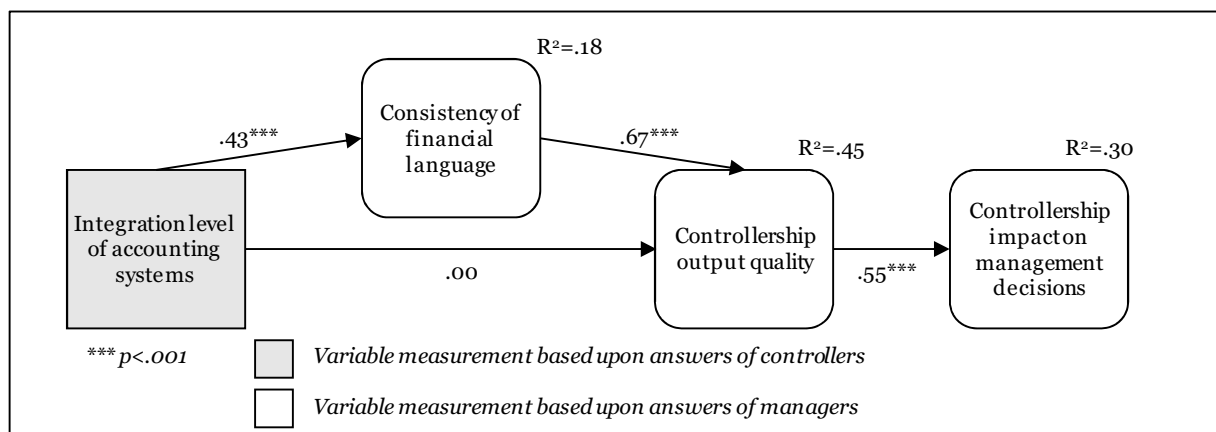 R²=.18
Consistency of
financial
language
.43***
.67***
R²=.45
R²=.30
Integration level
of accounting
systems
Controllership
output quality
Controllership
impact on
management
decisions
.00
.55***
***p<.001
Variable measurement based upon answers of controllers
Variable measurement based upon answers of managers